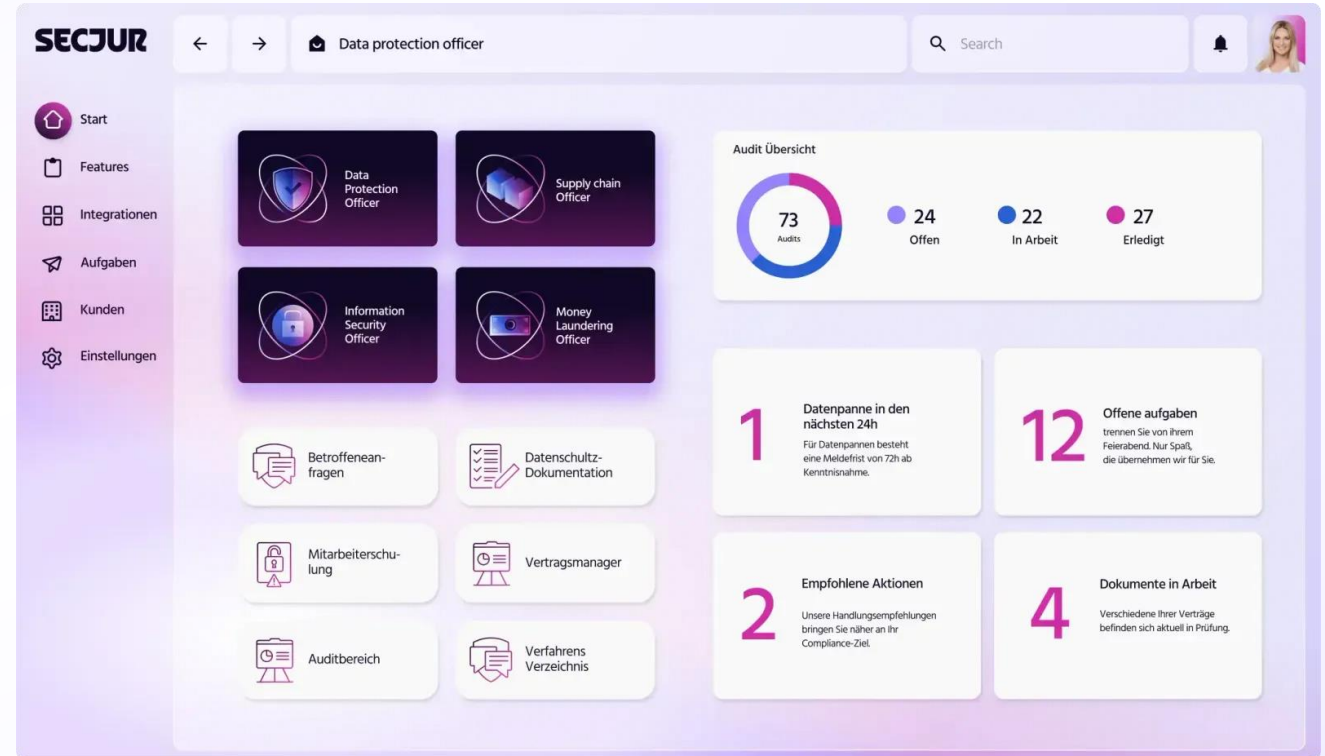 SECJUR
Data protection officer
Search
Start
Features
Integrationen
Aufgaben
Kunden
Einstellungen
Data
Protection
Officer
Supply chain
Officer
Information
Security
Officer
Money
Laundering
Officer
Betroffenean-
fragen
Datenschultz-
Dokumentation
Mitarbeiterschu-
lung
Vertragsmanager
Auditbereich
Verfahrens
Verzeichnis
Audit Übersicht
73
Audits
24
Offen
22
In Arbeit
27
Erledigt
1
Datenpanne in den
nächsten 24h
Für Datenpannen besteht
eine Meldefrist von 72h ab
Kenntnisnahme.
12
Offene aufgaben
trennen Sie von ihrem
Feierabend. Nur Spaß,
die übernehmen wir für Sie.
2
Empfohlene Aktionen
Unsere Handlungsempfehlungen
bringen Sie näher an Ihr
Compliance-Ziel.
4
Dokumente in Arbeit
Verschiedene Ihrer Verträge
befinden sich aktuell in Prüfung.